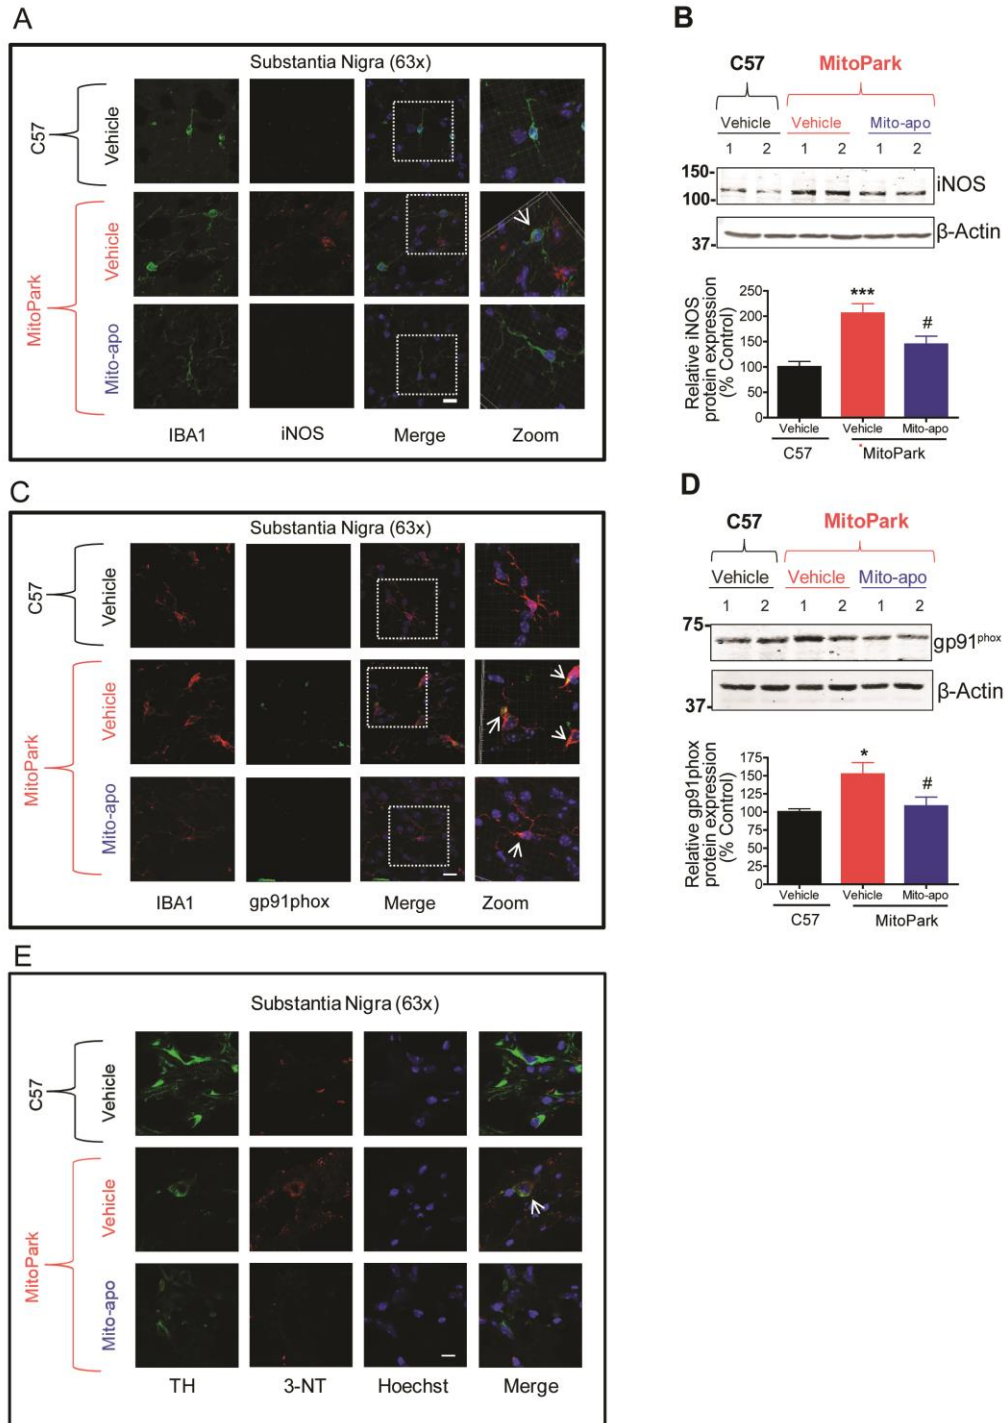 A
Substantia Nigra (63x)
C57
Vehicle
MitoPark
Vehicle
Mito-apo
IBA1 iNOS Merge Zoom
B
C57 MitoPark
Vehicle Vehicle Mito-apo
1 2 1 2 1 2
150-
100-
iNOS
37-
β-Actin
Relative iNOS
protein expression
(% Control)
250
200
150
100
50
0
***
#
Vehicle Vehicle Mito-apo
C57 MitoPark
C
Substantia Nigra (63x)
C57
Vehicle
MitoPark
Vehicle
Mito-apo
IBA1 gp91phox Merge Zoom
D
C57 MitoPark
Vehicle Vehicle Mito-apo
1 2 1 2 1 2
75-
gp91phox
β-Actin
37-
Relative gp91phox
protein expression
(% Control)
175
150
125
100
75
50
25
0
*
#
Vehicle Vehicle Mito-apo
C57 MitoPark
E
Substantia Nigra (63x)
C57
Vehicle
MitoPark
Vehicle
Mito-apo
TH 3-NT Hoechst Merge